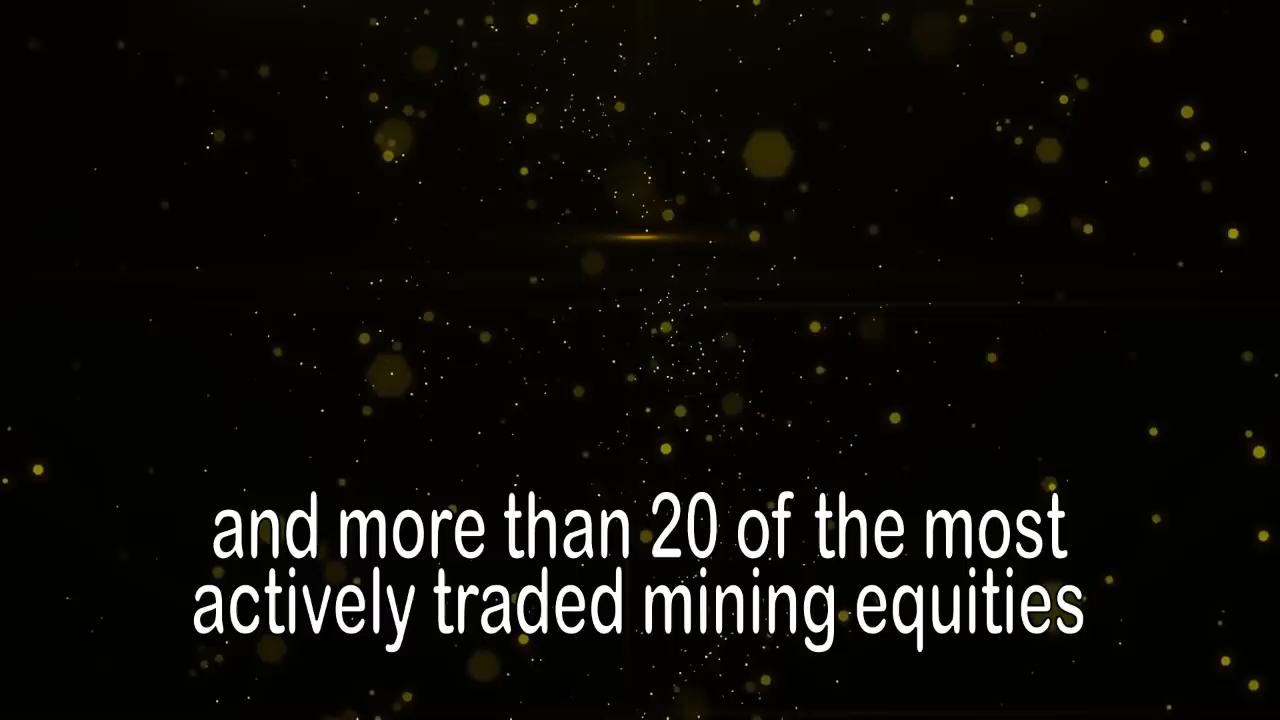 and more than 20 of the most
actively traded mining equities